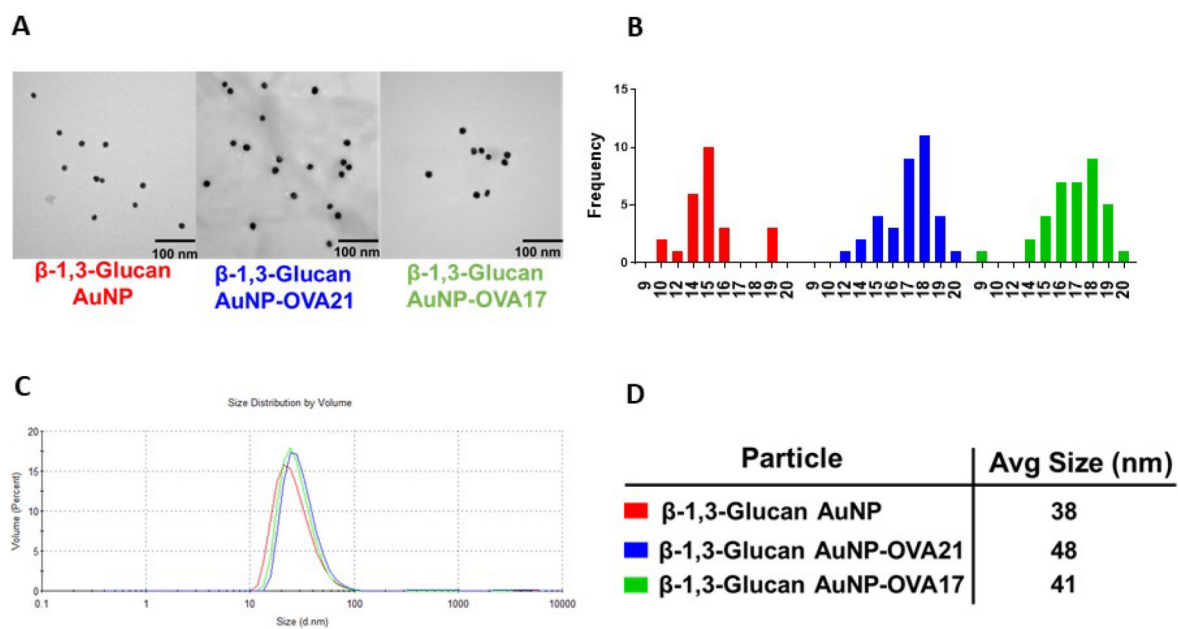 A
100 nm
100 nm
100 nm
β-1,3-Glucan
AuNP
β-1,3-Glucan
AuNP-OVA21
β-1,3-Glucan
AuNP-OVA17
B
Frequency
15
10
5
0
9 10 12 14 15 16 17 18 19 20 9 10 12 14 15 16 17 18 19 20 9 10 12 14 15 16 17 18 19 20
C
Size Distribution by Volume
Volume (Percent)
20
15
10
5
0
0.1 1 10 100 1000 10000
Size (d.nm)
D
Particle Avg Size (nm)
β-1,3-Glucan AuNP 38
β-1,3-Glucan AuNP-OVA21 48
β-1,3-Glucan AuNP-OVA17 41